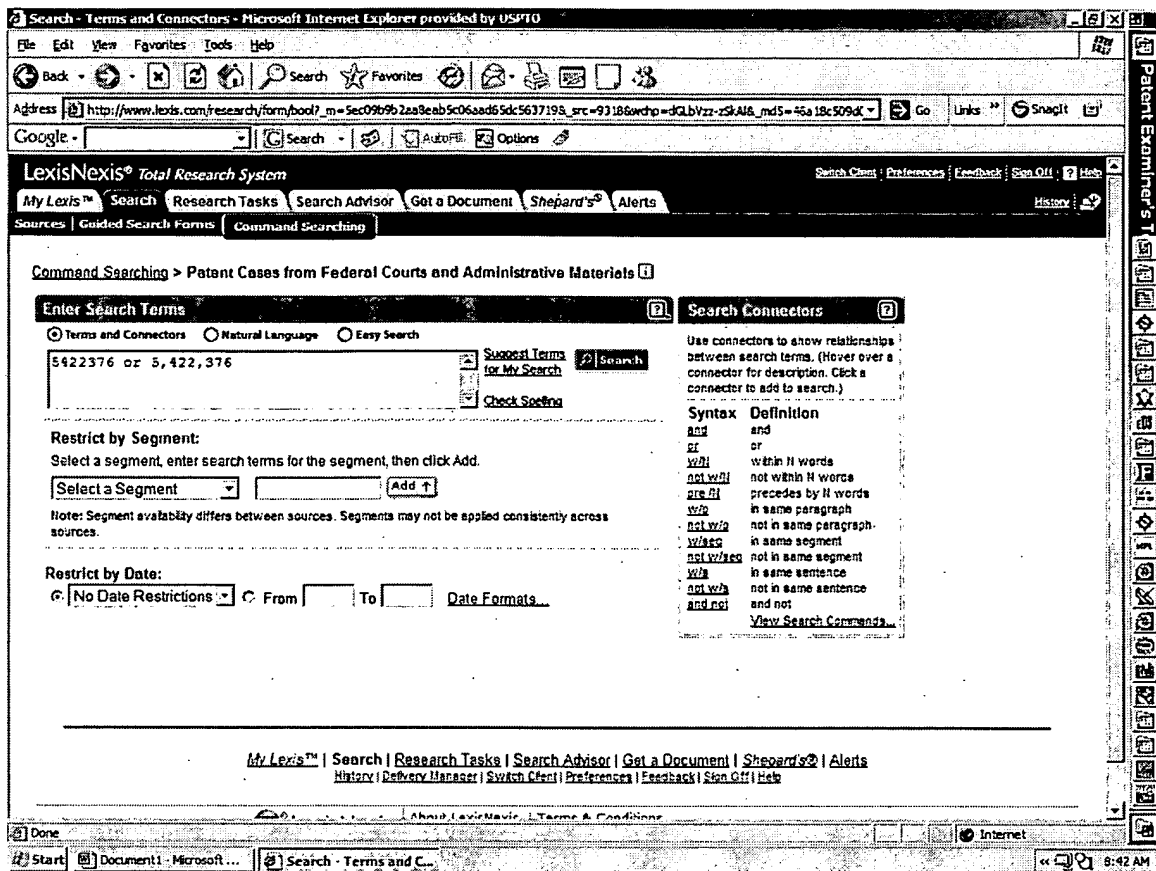 Search - Terms and Connectors - Microsoft Internet Explorer provided by USPTO
File Edit View Favorites Tools Help
Back Search Favorites
Address http://www.lexis.com/research/form/bool?_m=5ec09b9b2aa8eab5c06aad65dc563719&_src=9318&wchp=dGLbVzz-zSkAl&_md5=46a18c509d Go Links » SnagIt
Google Search AutoFill Options
LexisNexis® Total Research System Switch Client | Preferences | Feedback | Sign Off | ? Help
My Lexis™ Search Research Tasks Search Advisor Get a Document Shepard's® Alerts History
Sources | Guided Search Forms | Command Searching
Command Searching > Patent Cases from Federal Courts and Administrative Materials i
Enter Search Terms ?
Terms and Connectors Natural Language Easy Search
5422376 or 5,422,376
Suggest Terms
for My Search
Search
Check Spelling
Restrict by Segment:
Select a segment, enter search terms for the segment, then click Add.
Select a Segment Add ↑
Note: Segment availability differs between sources. Segments may not be applied consistently across
sources.
Restrict by Date:
No Date Restrictions From To Date Formats...
Search Connectors ?
Use connectors to show relationships
between search terms. (Hover over a
connector for description. Click a
connector to add to search.)
Syntax Definition
and and
or or
w/N within N words
not w/N not within N words
pre /N precedes by N words
w/p in same paragraph
not w/p not in same paragraph
w/seg in same segment
not w/seg not in same segment
w/s in same sentence
not w/s not in same sentence
and not and not
View Search Commands...
My Lexis™ | Search | Research Tasks | Search Advisor | Get a Document | Shepard's® | Alerts
History | Delivery Manager | Switch Client | Preferences | Feedback | Sign Off | Help
About LexisNexis | Terms & Conditions
Done Internet
Start Document1 - Microsoft ... Search - Terms and C... « 8:42 AM
Patent Examiner's T